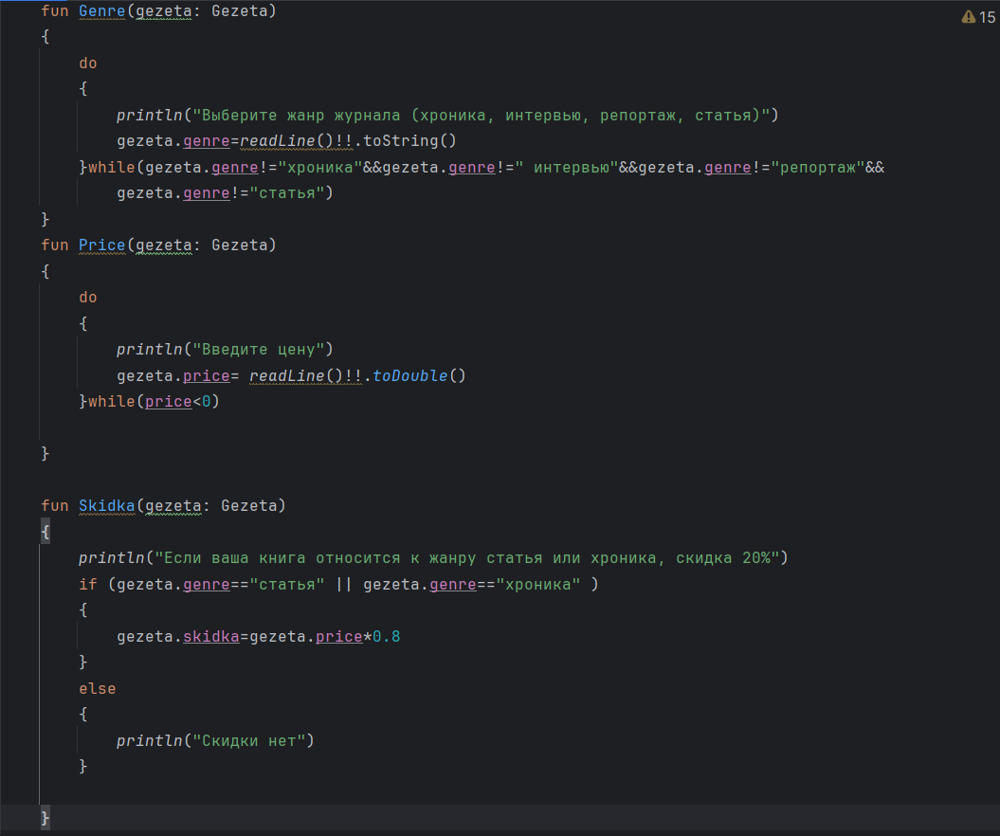 fun Genre(gezeta: Gezeta)
15
{
do
{
println("Выберите жанр журнала (хроника, интервью, репортаж, статья)")
gezeta.genre=readLine()!!.toString()
}while(gezeta.genre!="хроника"&&gezeta.genre!=" интервью"&&gezeta.genre!="репортаж"&&
gezeta.genre!="статья")
}
fun Price(gezeta: Gezeta)
{
do
{
println("Введите цену")
gezeta.price= readLine()!!.toDouble()
}while(price<0)
}
fun Skidka(gezeta: Gezeta)
{
println("Если ваша книга относится к жанру статья или хроника, скидка 20%")
if (gezeta.genre=="статья" || gezeta.genre=="хроника" )
{
gezeta.skidka=gezeta.price*0.8
}
else
{
println("Скидки нет")
}
}